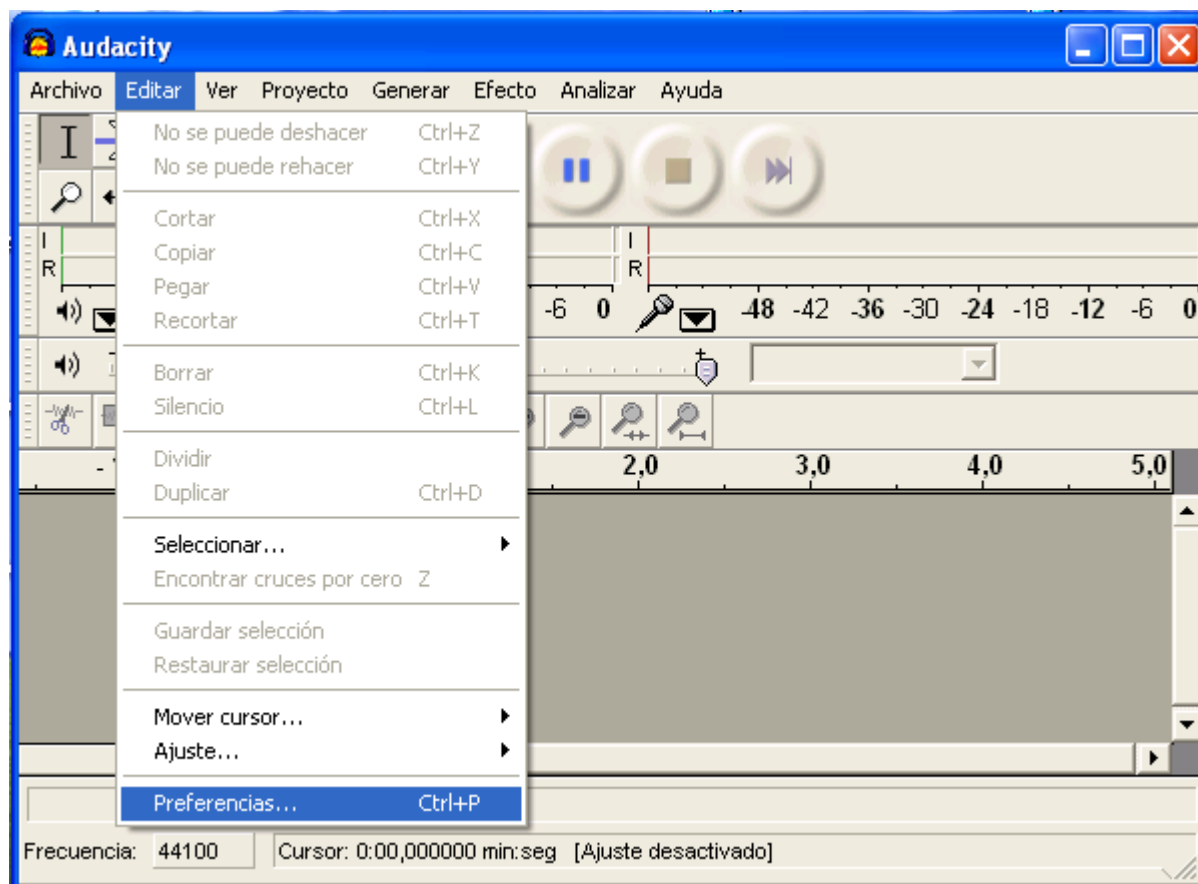 Audacity
Archivo Editar Ver Proyecto Generar Efecto Analizar Ayuda
No se puede deshacer Ctrl+Z
No se puede rehacer Ctrl+Y
Cortar Ctrl+X
Copiar Ctrl+C
Pegar Ctrl+V
Recortar Ctrl+T
Borrar Ctrl+K
Silencio Ctrl+L
Dividir
Duplicar Ctrl+D
Seleccionar...
Encontrar cruces por cero Z
Guardar selección
Restaurar selección
Mover cursor...
Ajuste...
Preferencias... Ctrl+P
I
R
I
R
-6 0 -48 -42 -36 -30 -24 -18 -12 -6 0
2,0 3,0 4,0 5,0
Frecuencia: 44100 Cursor: 0:00,000000 min:seg [Ajuste desactivado]